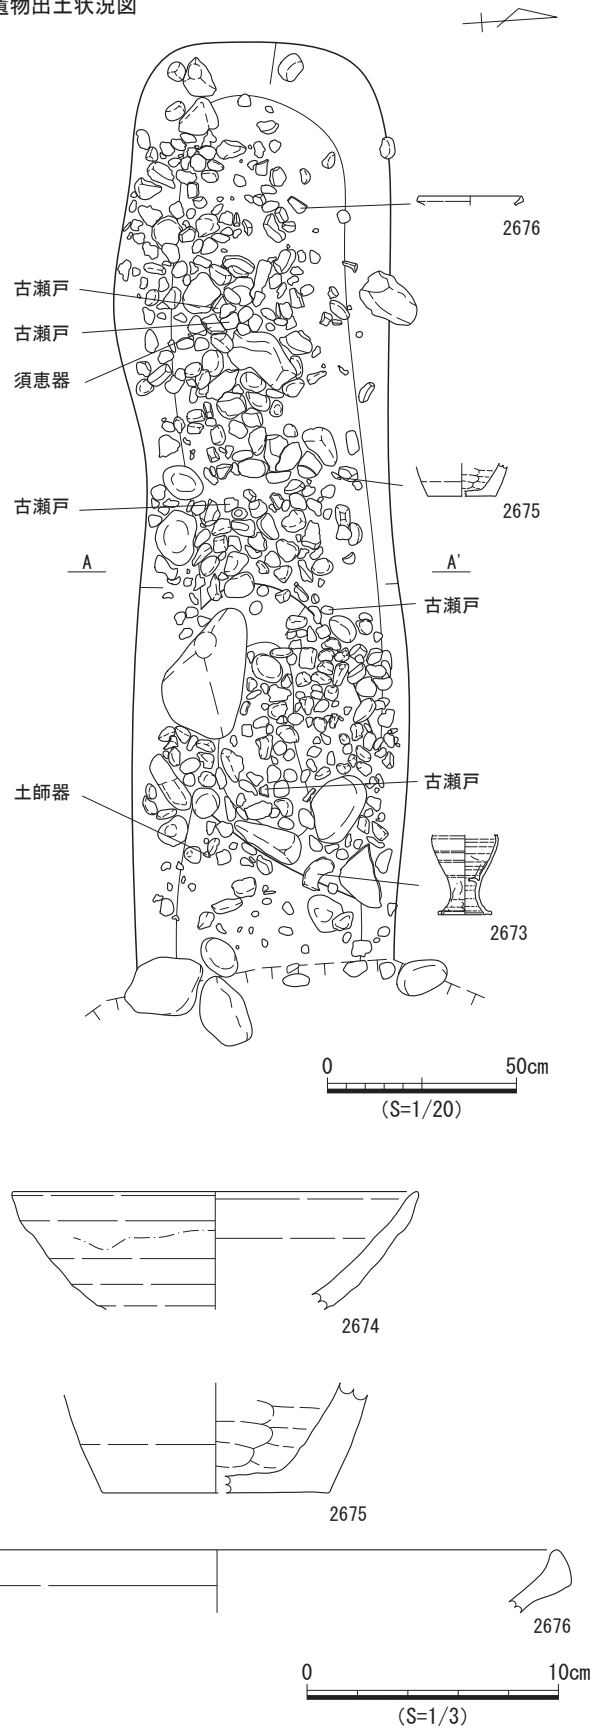 遺物出土状況図
2676
古瀬戸
古瀬戸
須恵器
2675
古瀬戸
A
A'
古瀬戸
古瀬戸
土師器
2673
0
50cm
(S=1/20)
2674
2675
2676
0
10cm
(S=1/3)